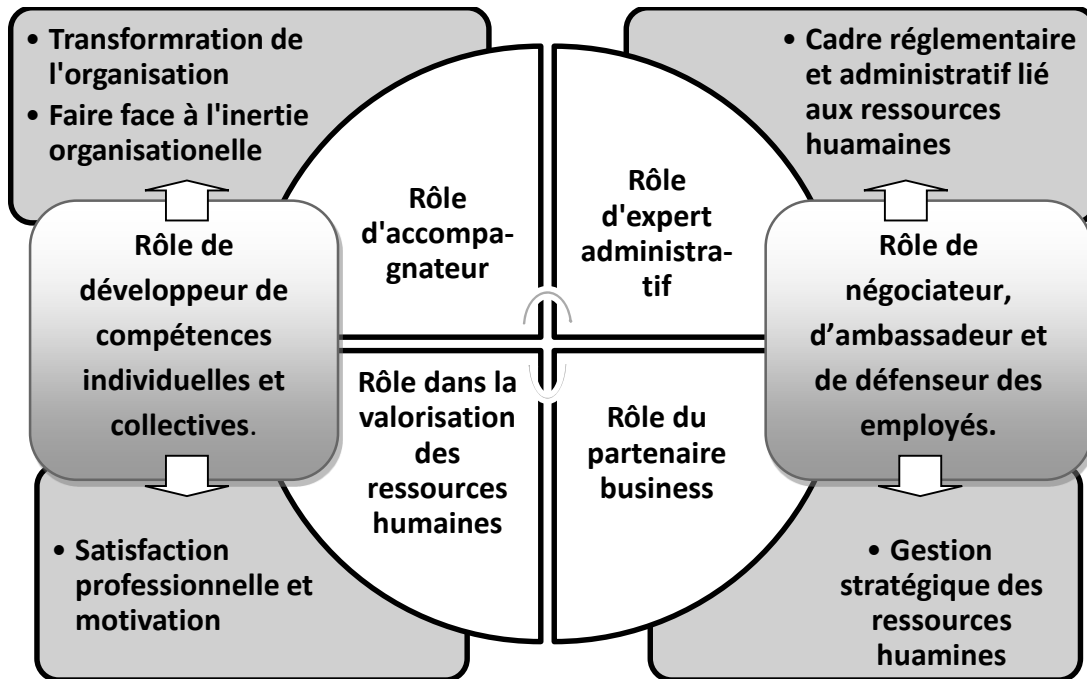 • Transformration de
l'organisation
• Faire face à l'inertie
organisationelle
• Cadre réglementaire
et administratif lié
aux ressources
huamaines
Rôle
d'accompa-
gnateur
Rôle
d'expert
administra-
tif
Rôle de
développeur de
compétences
individuelles et
collectives.
Rôle de
négociateur,
d’ambassadeur et
de défenseur des
employés.
Rôle dans la
valorisation
des
ressources
humaines
Rôle du
partenaire
business
• Satisfaction
professionnelle et
motivation
• Gestion
stratégique des
ressources
huamines